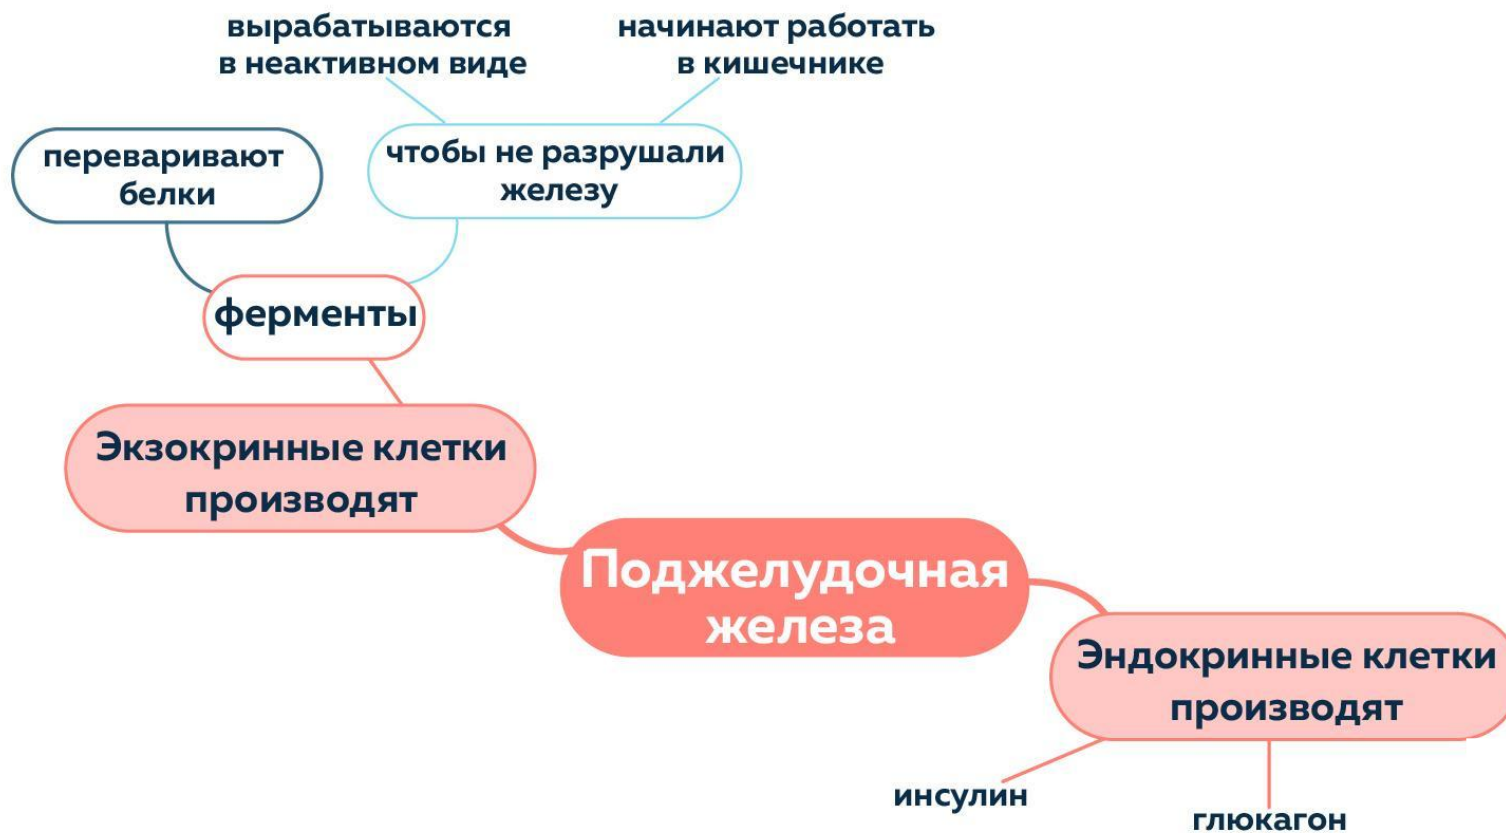 вырабатываются
в неактивном виде
начинают работать
в кишечнике
переваривают
белки
чтобы не разрушали
железу
ферменты
Экзокринные клетки
производят
Поджелудочная
железа
Эндокринные клетки
производят
инсулин
глюкагон